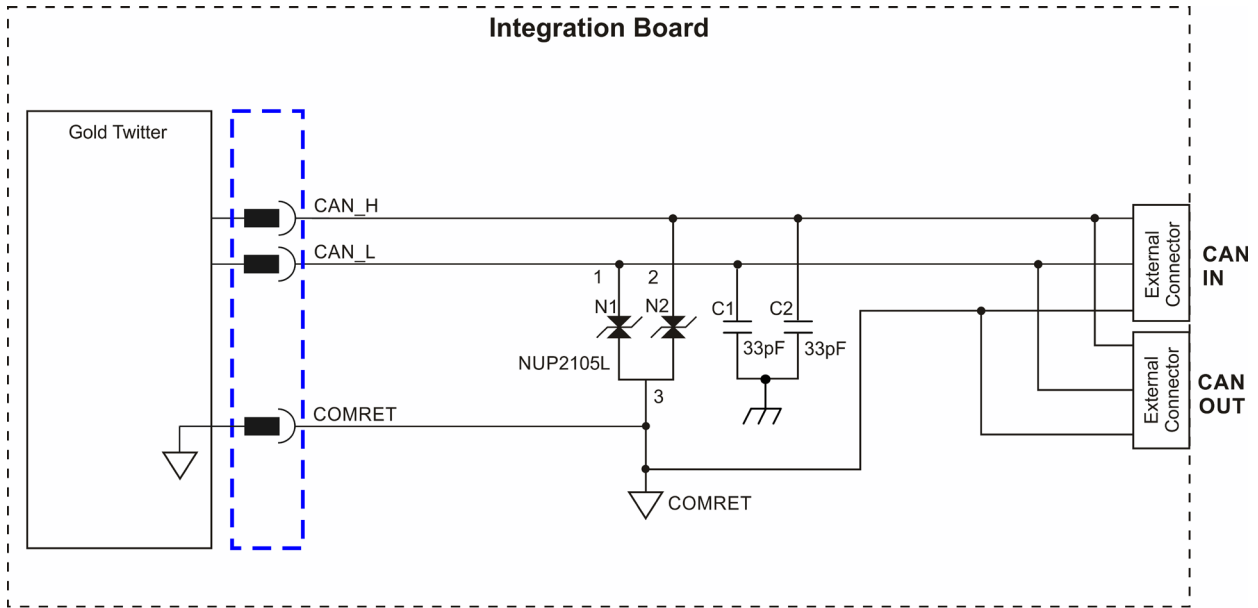 Integration Board
Gold Twitter
CAN_H
CAN_L
1
2
N1
N2
C1
C2
33pF
33pF
NUP2105L
3
COMRET
COMRET
External
Connector
CAN
IN
External
Connector
CAN
OUT